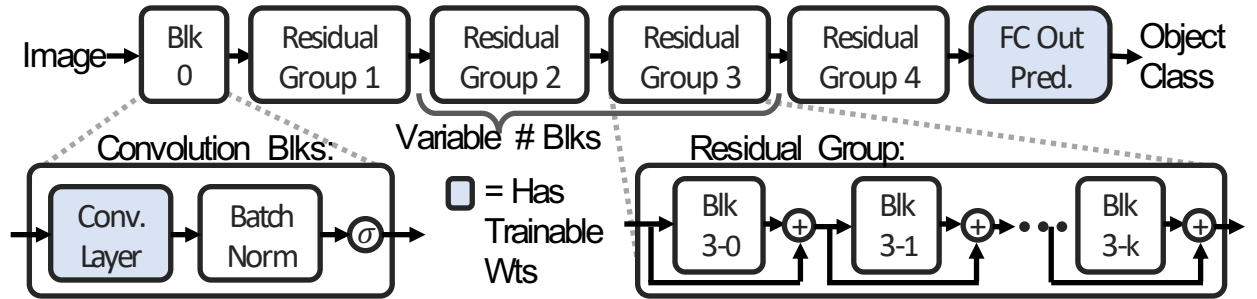 Image
Blk
0
Residual
Group 1
Residual
Group 2
Residual
Group 3
Residual
Group 4
FC Out
Pred.
Object
Class
Variable # Blks
Convolution Blks:
Conv.
Layer
Batch
Norm
σ
= Has
Trainable
Wts
Residual Group:
Blk
3-0
+
Blk
3-1
+
•••
Blk
3-k
+